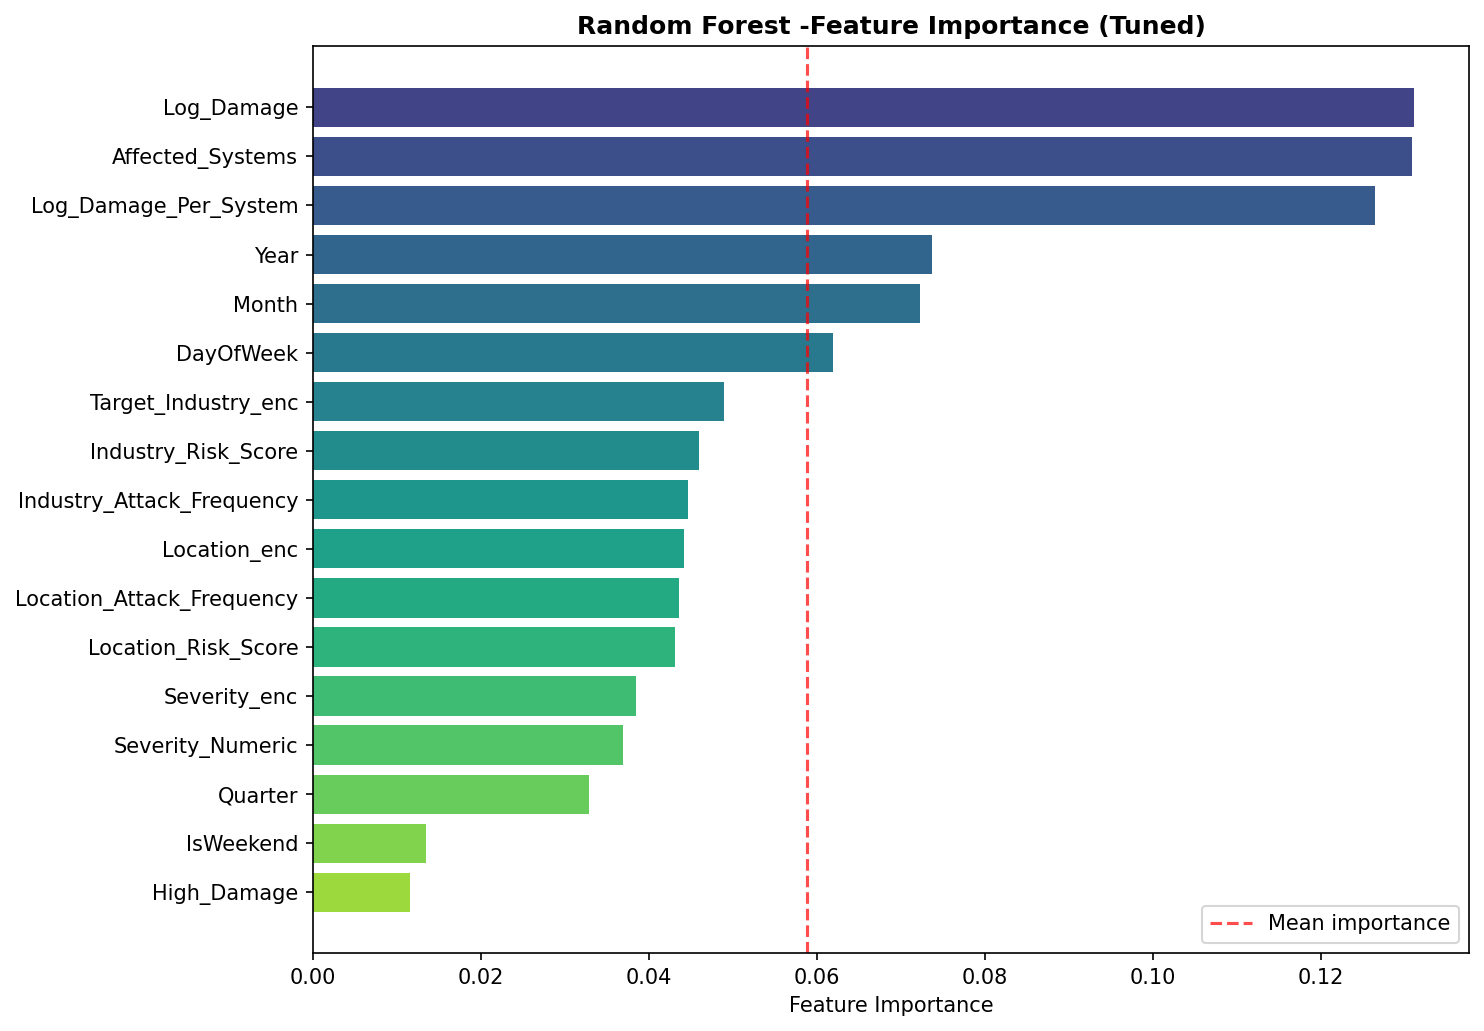 Random Forest -Feature Importance (Tuned)
Log_Damage
Affected_Systems
Log_Damage_Per_System
Year
Month
DayOfWeek
Target_Industry_enc
Industry_Risk_Score
Industry_Attack_Frequency
Location_enc
Location_Attack_Frequency
Location_Risk_Score
Severity_enc
Severity_Numeric
Quarter
IsWeekend
High_Damage
Mean importance
0.00 0.02 0.04 0.06 0.08 0.10 0.12
Feature Importance